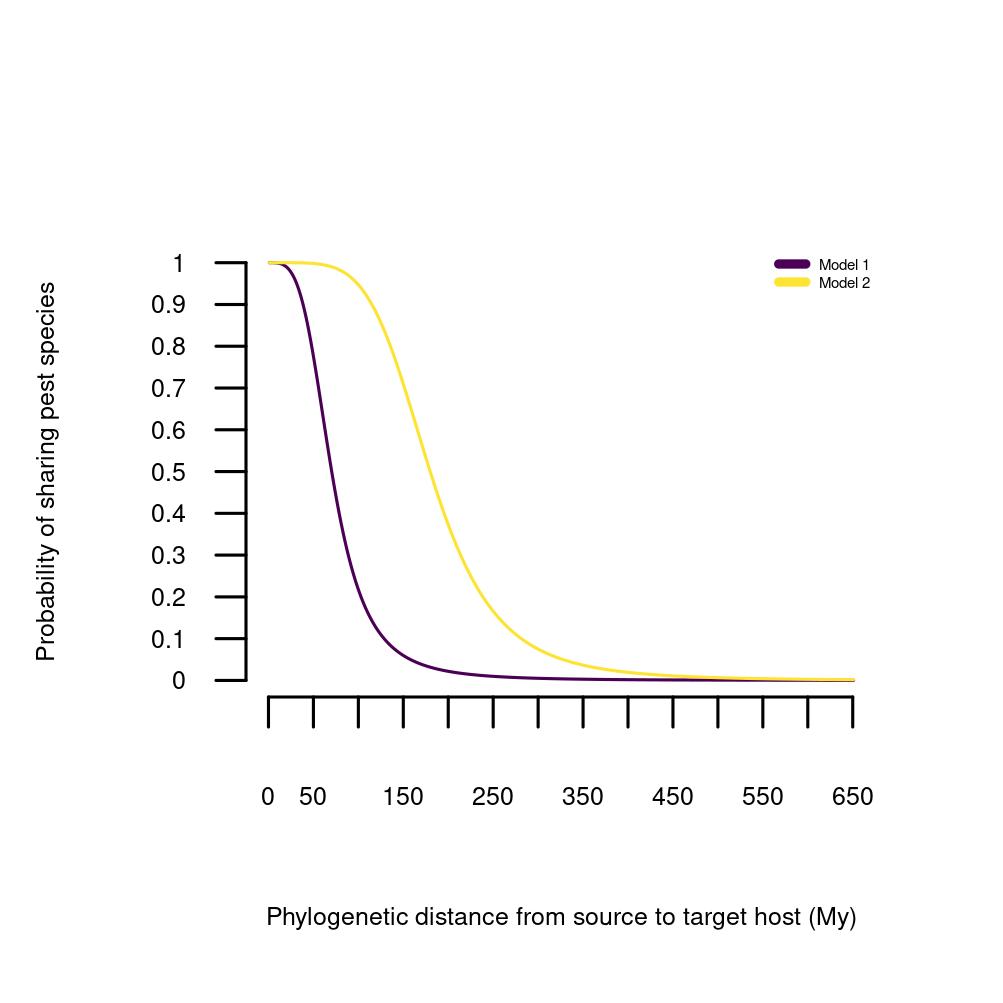 Model 1
Model 2
Probability of sharing pest species
1
0.9
0.8
0.7
0.6
0.5
0.4
0.3
0.2
0.1
0
0 50 150 250 350 450 550 650
Phylogenetic distance from source to target host (My)